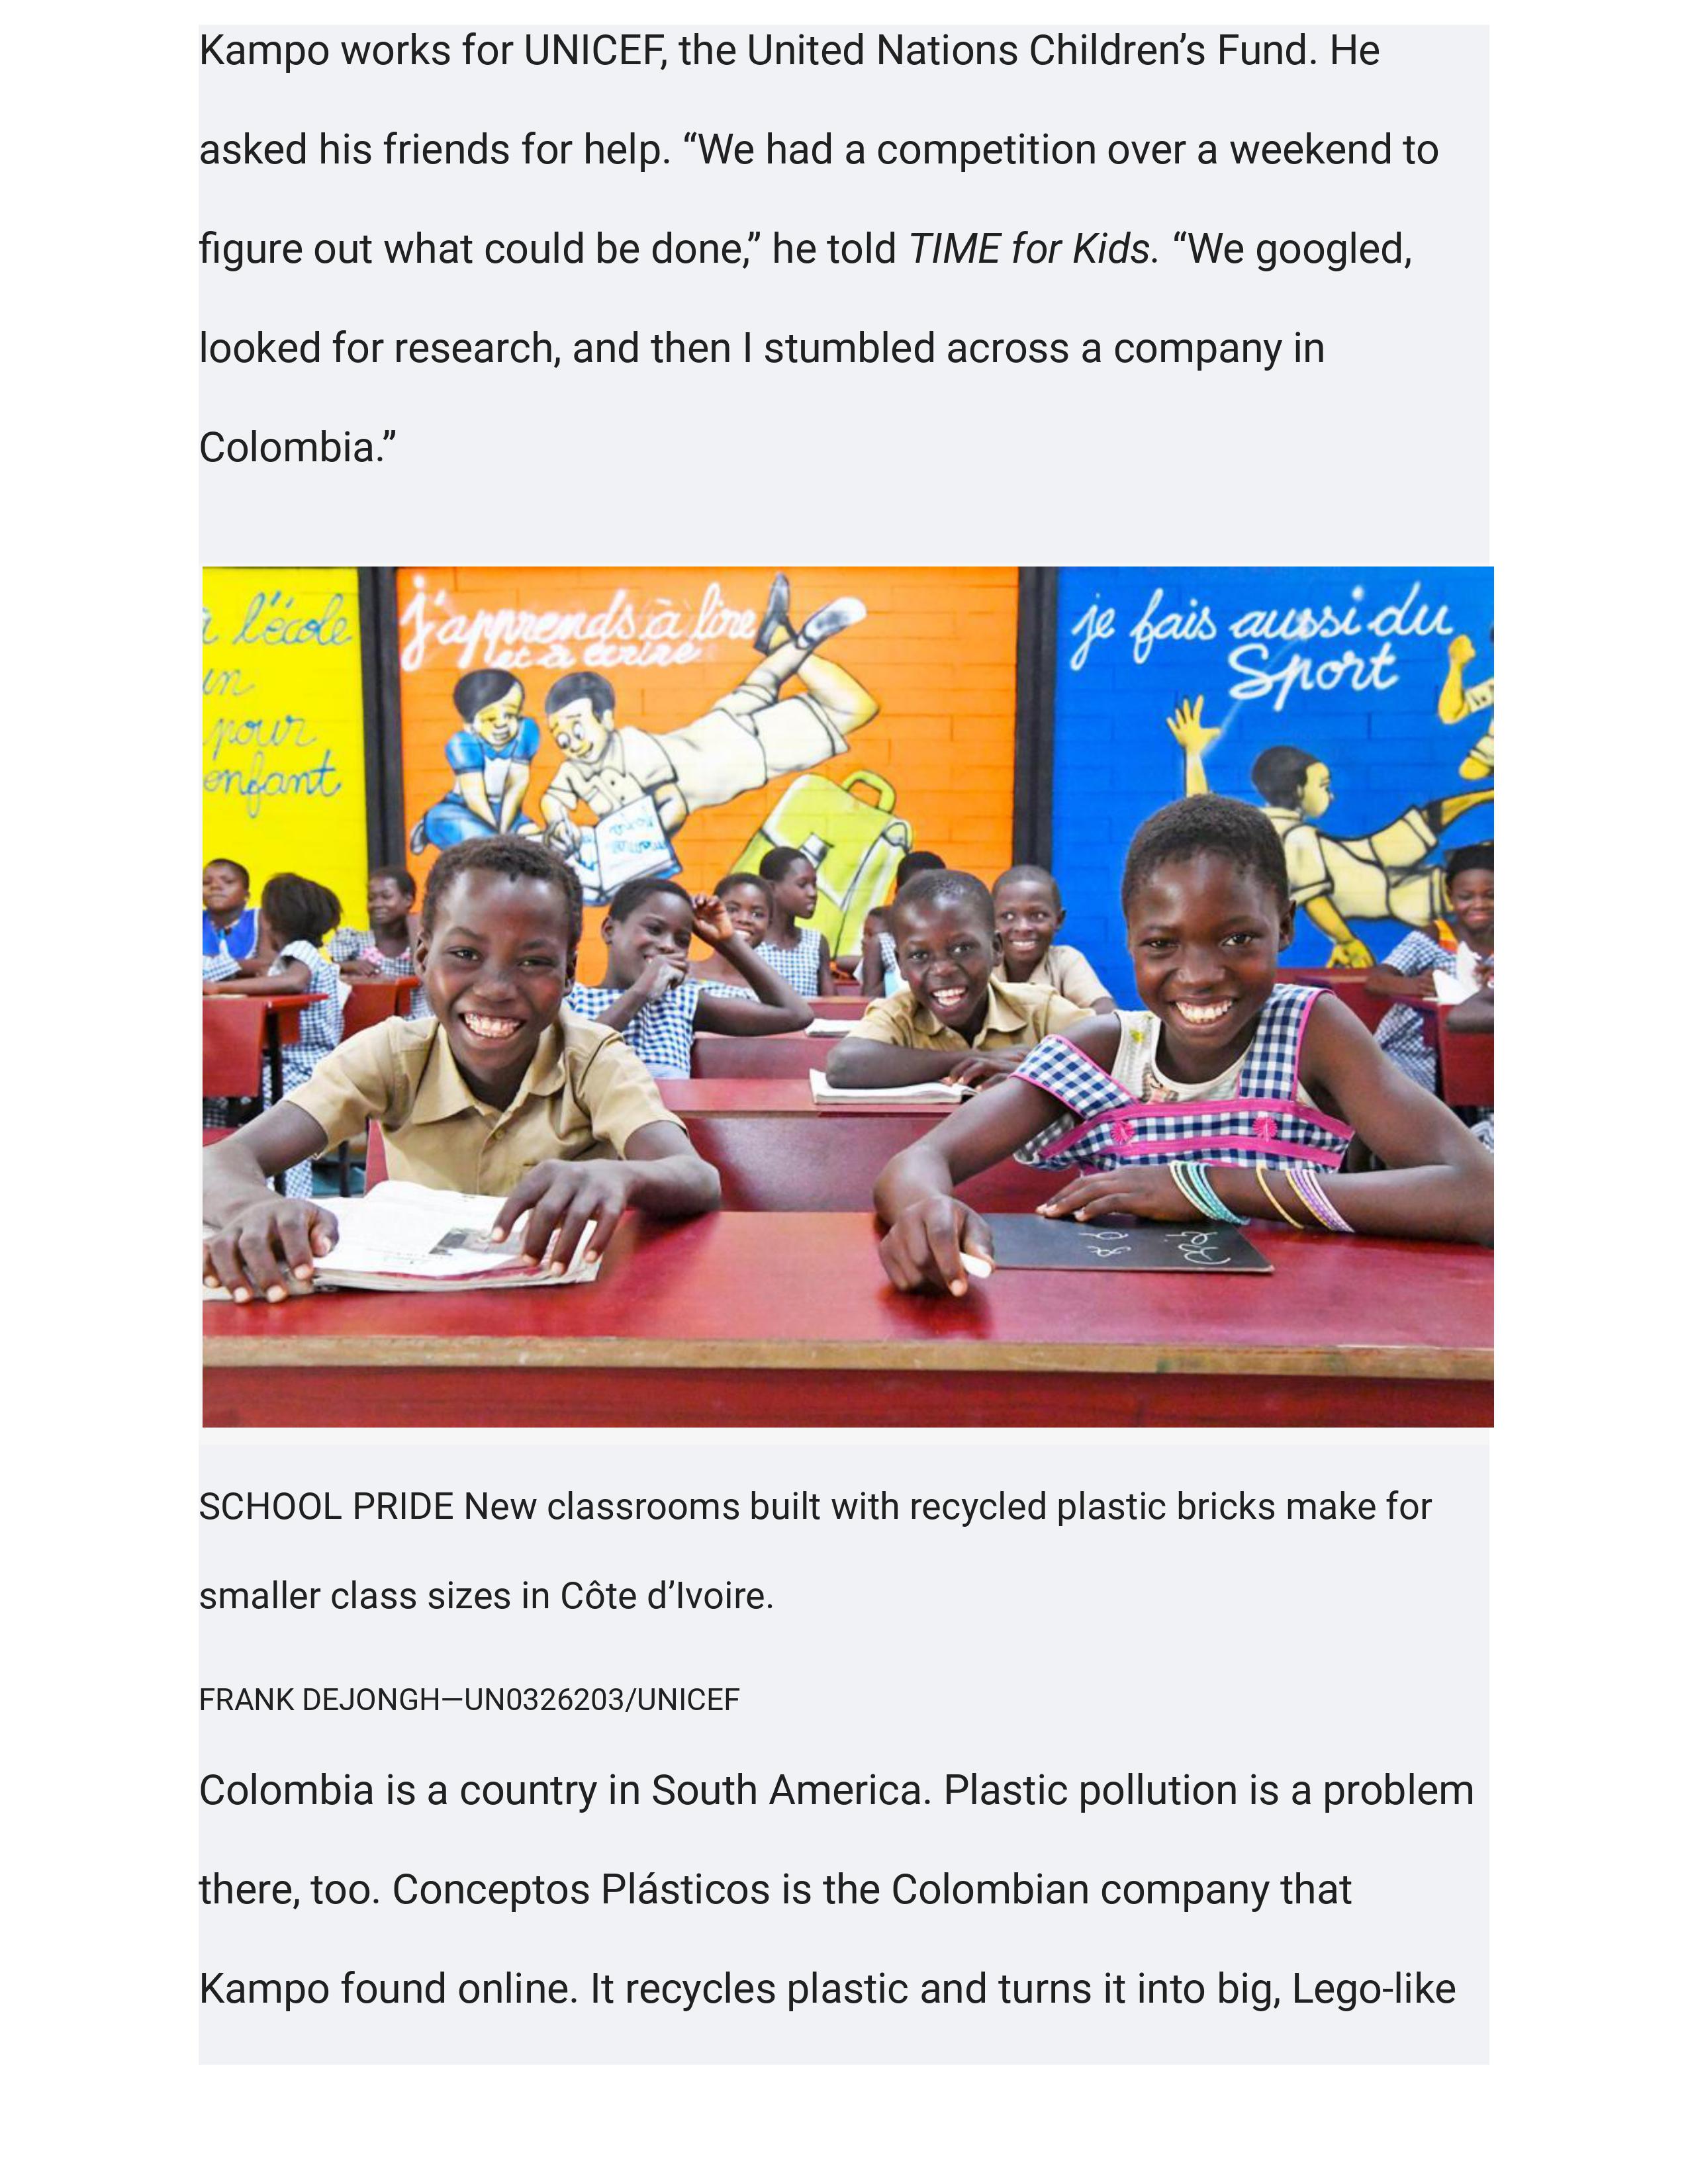 Kampo works for UNICEF, the United Nations Children’s Fund. He
asked his friends for help. “We had a competition over a weekend to
figure out what could be done,” he told TIME for Kids. “We googled,
looked for research, and then I stumbled across a company in
Colombia.”
à l'école
un
pour
enfant
j'apprends à lire
et à écrire
je fais aussi du
Sport
SCHOOL PRIDE New classrooms built with recycled plastic bricks make for
smaller class sizes in Côte d’Ivoire.
FRANK DEJONGH—UN0326203/UNICEF
Colombia is a country in South America. Plastic pollution is a problem
there, too. Conceptos Plásticos is the Colombian company that
Kampo found online. It recycles plastic and turns it into big, Lego-like